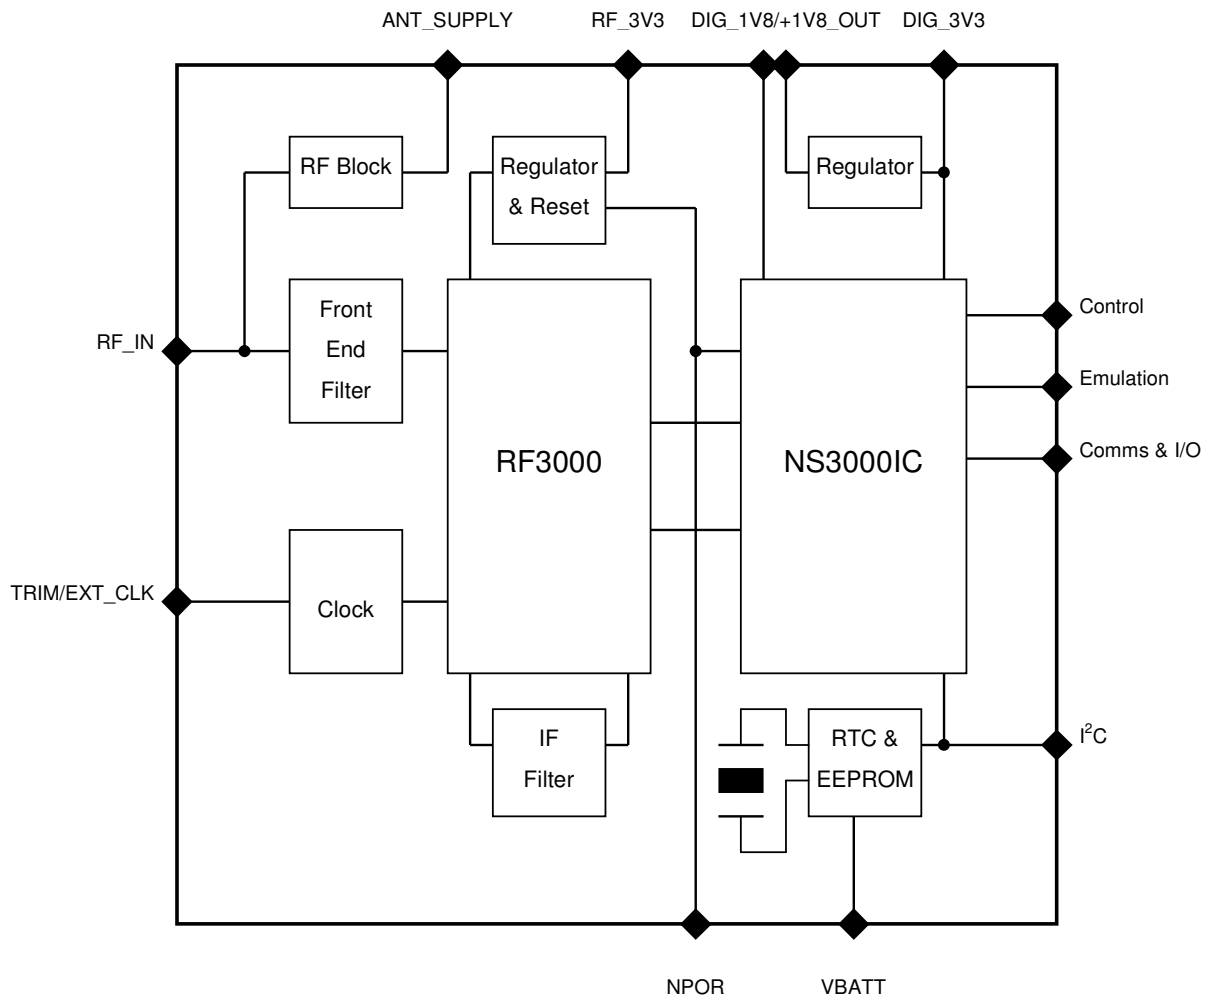 ANT_SUPPLY
RF_3V3
DIG_1V8/+1V8_OUT
DIG_3V3
RF Block
Regulator
& Reset
Regulator
Front
End
Filter
RF_IN
Control
Emulation
Comms & I/O
RF3000
NS3000IC
TRIM/EXT_CLK
Clock
IF
Filter
RTC &
EEPROM
I²C
NPOR
VBATT